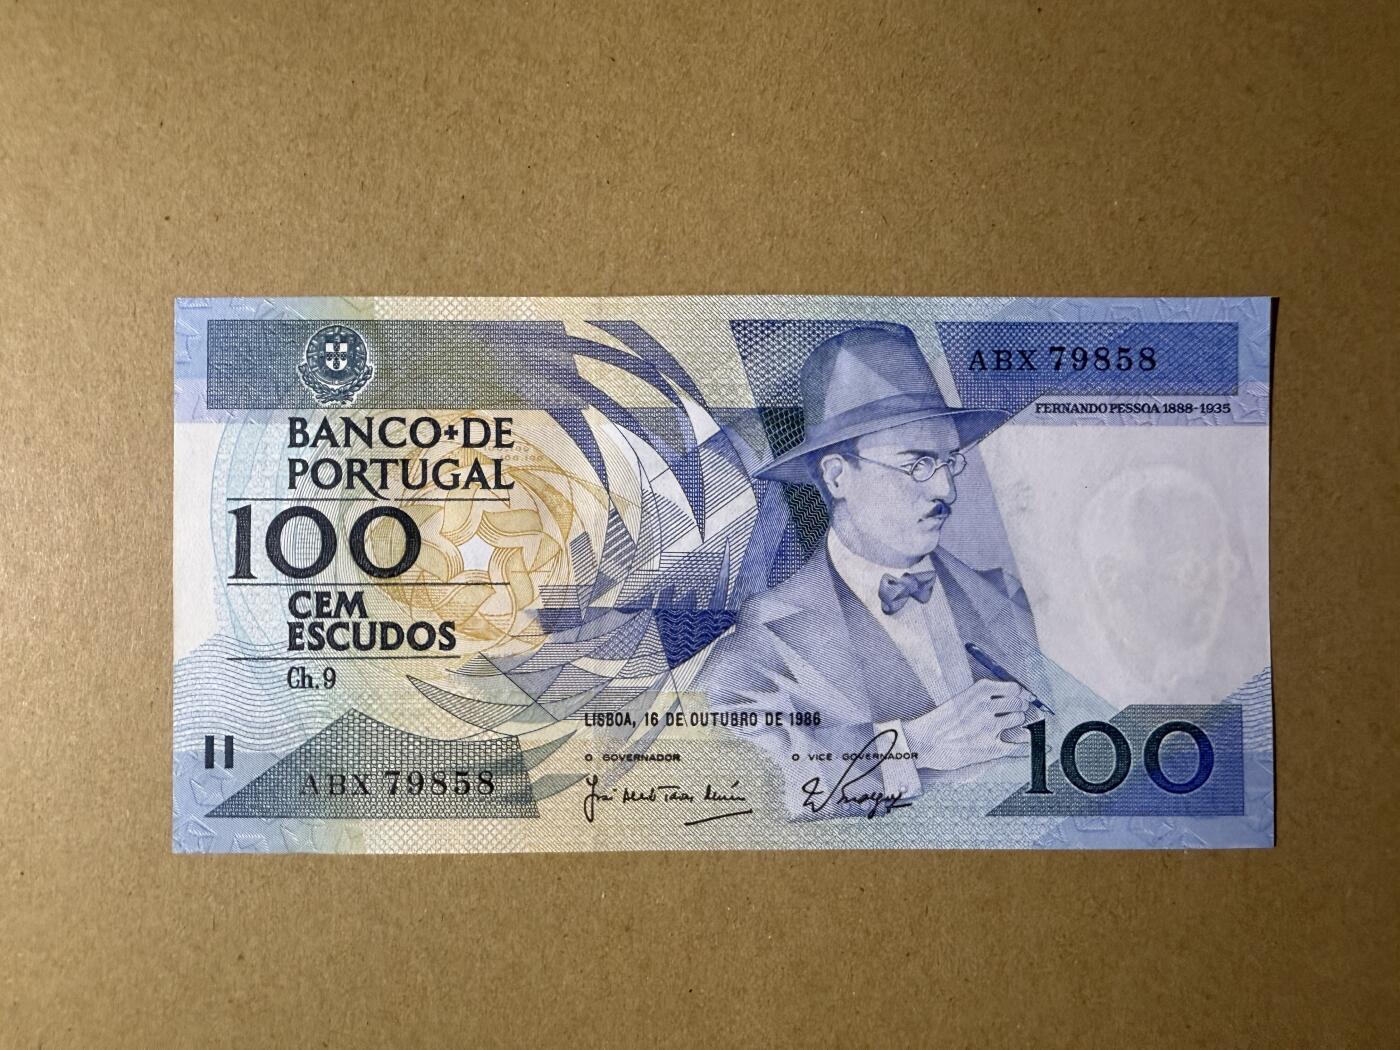 ABX 79858
FERNANDO PESSOA 1888-1935
BANCO+DE
PORTUGAL
100
CEM
ESCUDOS
Ch. 9
LISBOA, 16 DE OUTUBRO DE 1986
O GOVERNADOR
O VICE GOVERNADOR
ABX 79858
100